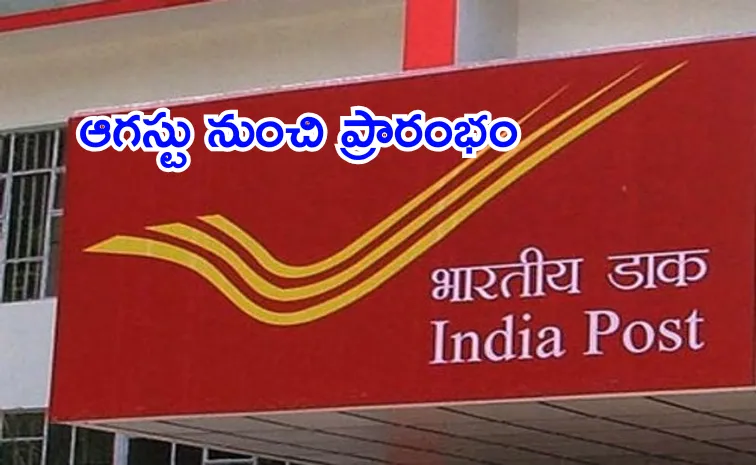 ఆగస్టు నుంచి ప్రారంభం
भारतीय डाक
India Post